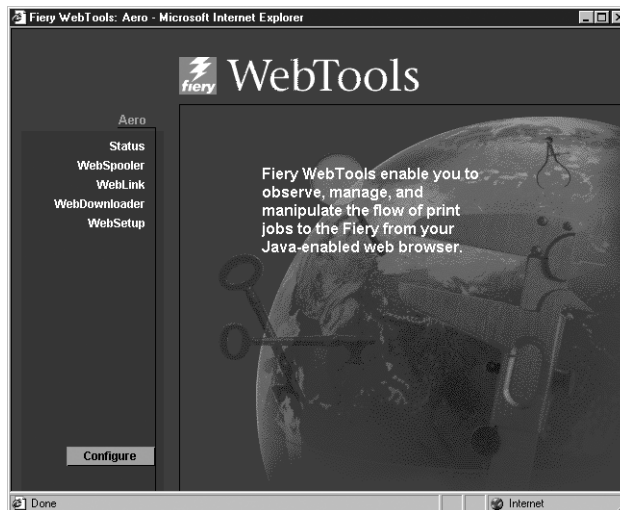 Fiery WebTools: Aero - Microsoft Internet Explorer
fiery WebTools
Aero
Status
WebSpooler
WebLink
WebDownloader
WebSetup
Fiery WebTools enable you to
observe, manage, and
manipulate the flow of print
jobs to the Fiery from your
Java-enabled web browser.
Configure
Done
Internet